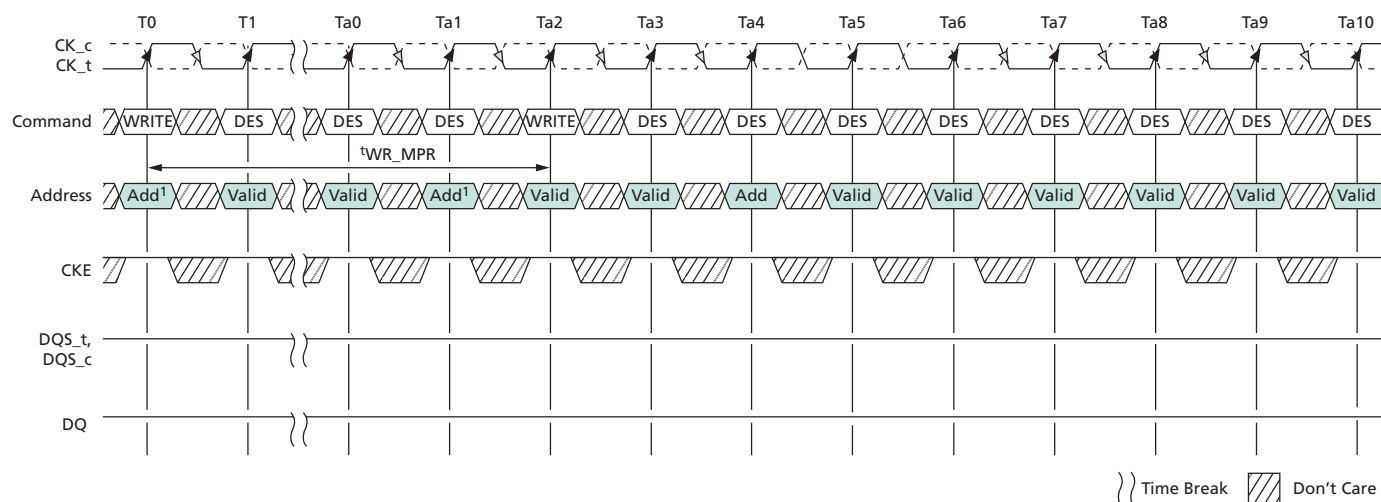 T0 T1 Ta0 Ta1 Ta2 Ta3 Ta4 Ta5 Ta6 Ta7 Ta8 Ta9 Ta10
CK_c
CK_t
Command WRITE DES DES DES WRITE DES DES DES DES DES DES DES DES
tWR_MPR
Address Add1 Valid Valid Add1 Valid Valid Add Valid Valid Valid Valid Valid Valid
CKE
DQS_t,
DQS_c
DQ
Time Break Don't Care